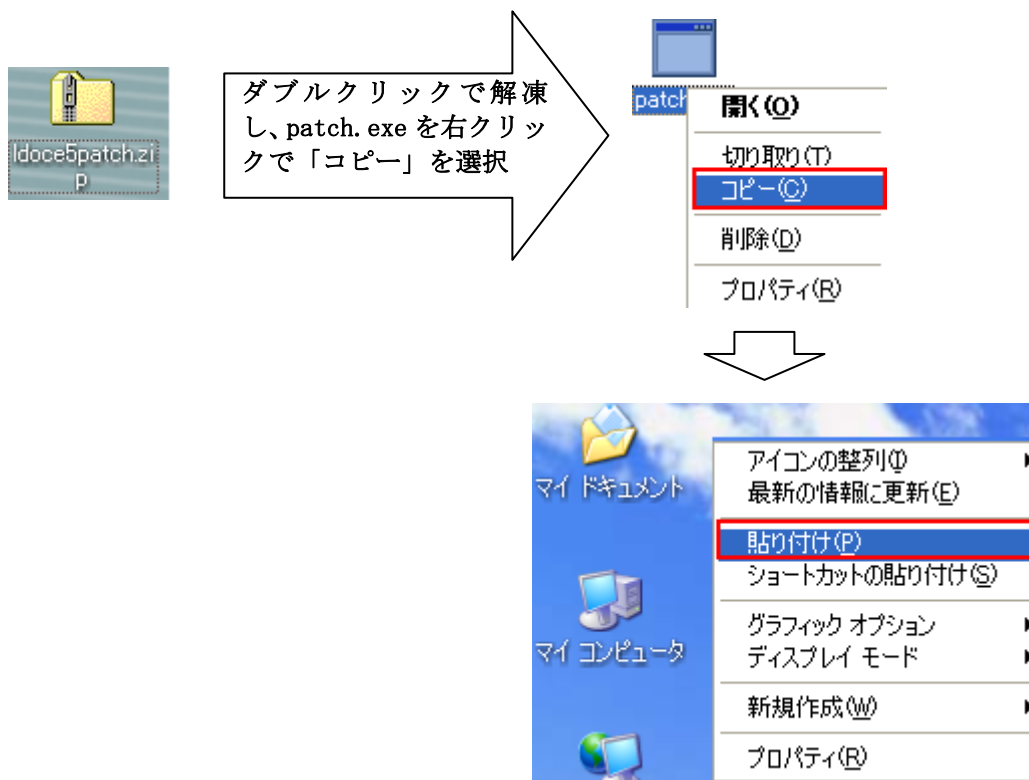 ldoce5patch.zi
p
ダブルクリックで解凍
し、patch.exe を右クリッ
クで「コピー」を選択
patch
開く(O)
切り取り(T)
コピー(C)
削除(D)
プロパティ(R)
マイ ドキュメント
マイ コンピュータ
アイコンの整列(I)
最新の情報に更新(E)
貼り付け(P)
ショートカットの貼り付け(S)
グラフィック オプション
ディスプレイ モード
新規作成(W)
プロパティ(R)